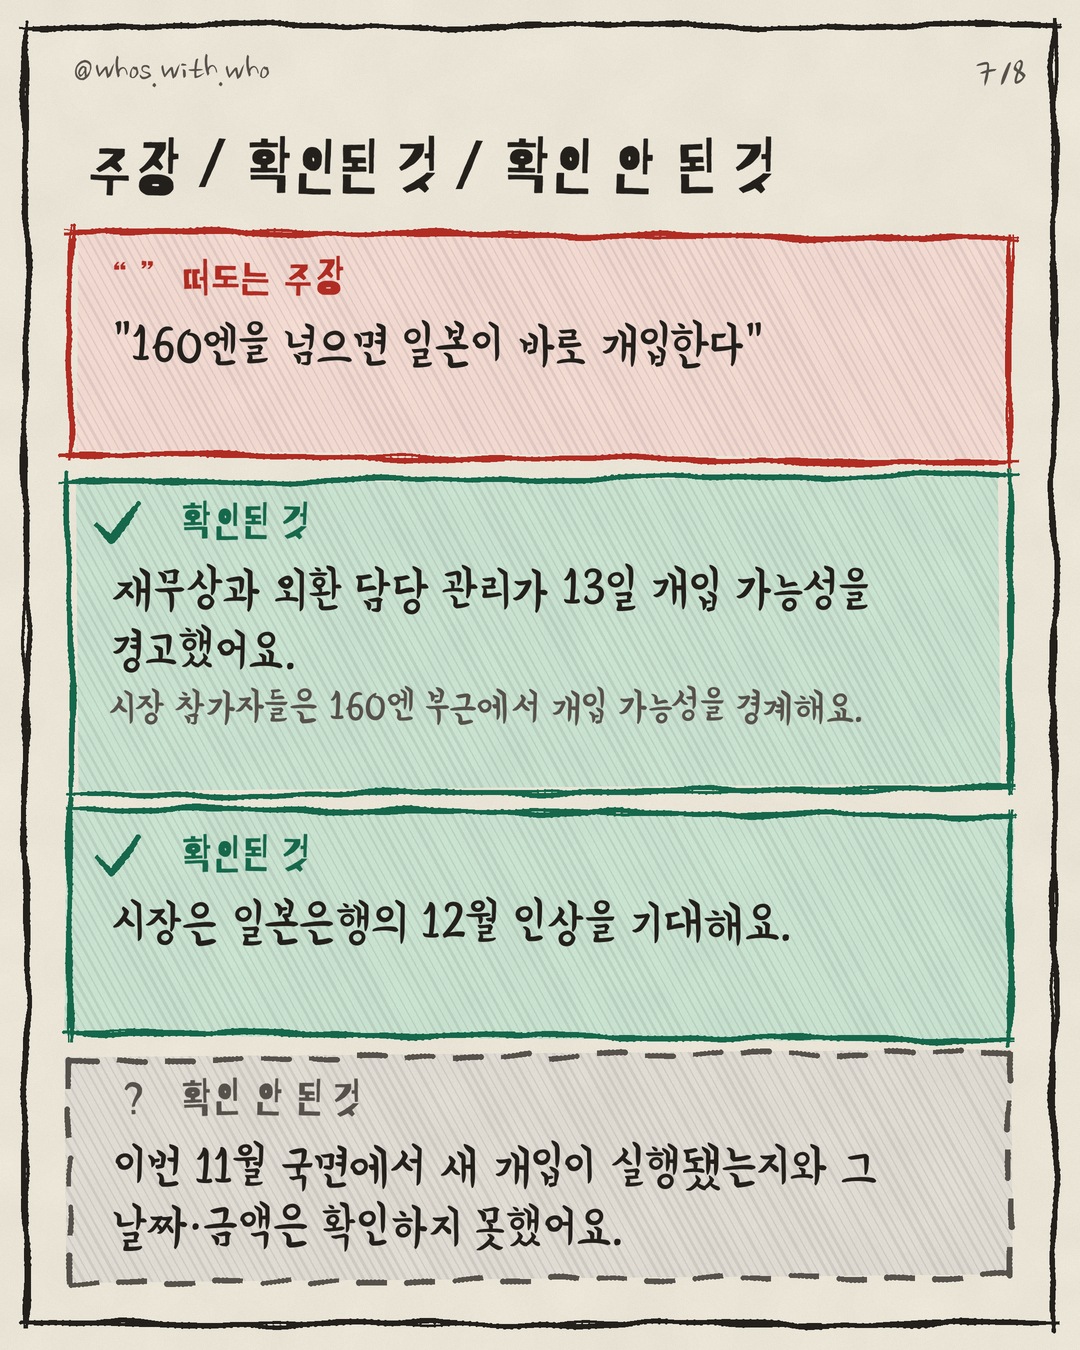 @whos.with.who
7/8
주장 / 확인된 것 / 확인 안 된 것
“ ” 떠도는 주장
"160엔을 넘으면 일본이 바로 개입한다"
확인된 것
재무상과 외환 담당 관리가 13일 개입 가능성을
경고했어요.
시장 참가자들은 160엔 부근에서 개입 가능성을 경계해요.
확인된 것
시장은 일본은행의 12월 인상을 기대해요.
? 확인 안 된 것
이번 11월 국면에서 새 개입이 실행됐는지와 그
날짜·금액은 확인하지 못했어요.